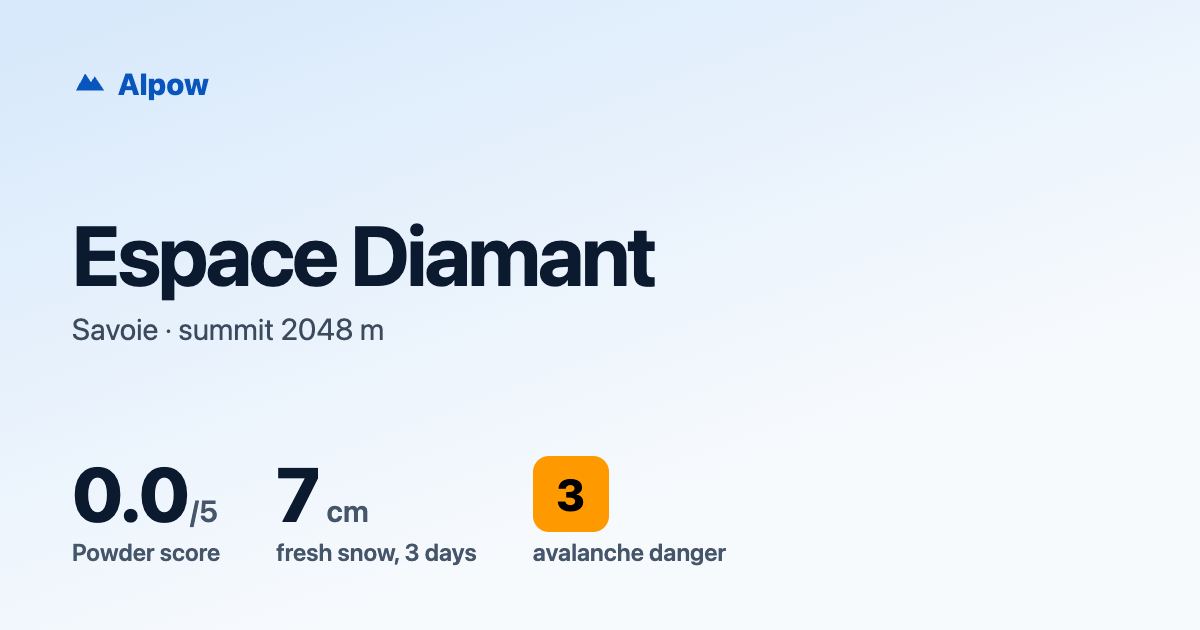 Alpow
Espace Diamant
Savoie · summit 2048 m
0.0/5
Powder score
7 cm
fresh snow, 3 days
3
avalanche danger